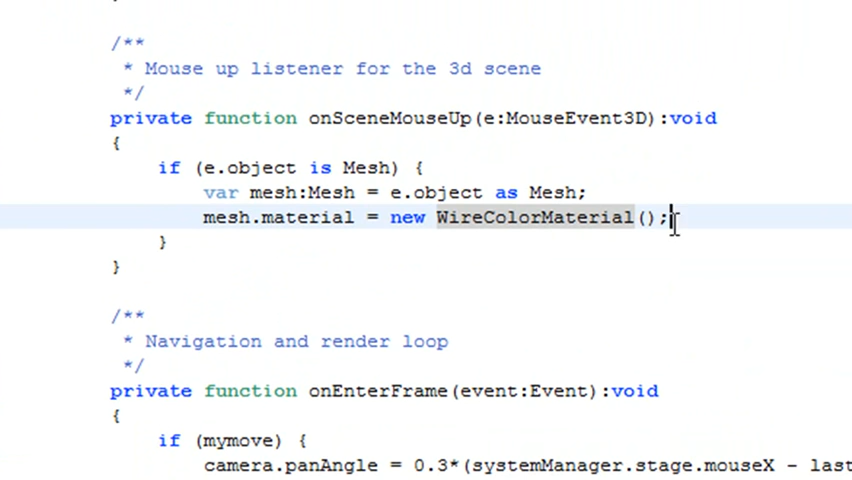 /**
* Mouse up listener for the 3d scene
*/
private function onSceneMouseUp(e:MouseEvent3D):void
{
if (e.object is Mesh) {
var mesh:Mesh = e.object as Mesh;
mesh.material = new WireColorMaterial();
}
}
/**
* Navigation and render loop
*/
private function onEnterFrame(event:Event):void
{
if (mymove) {
camera.panAngle = 0.3*(systemManager.stage.mouseX - last